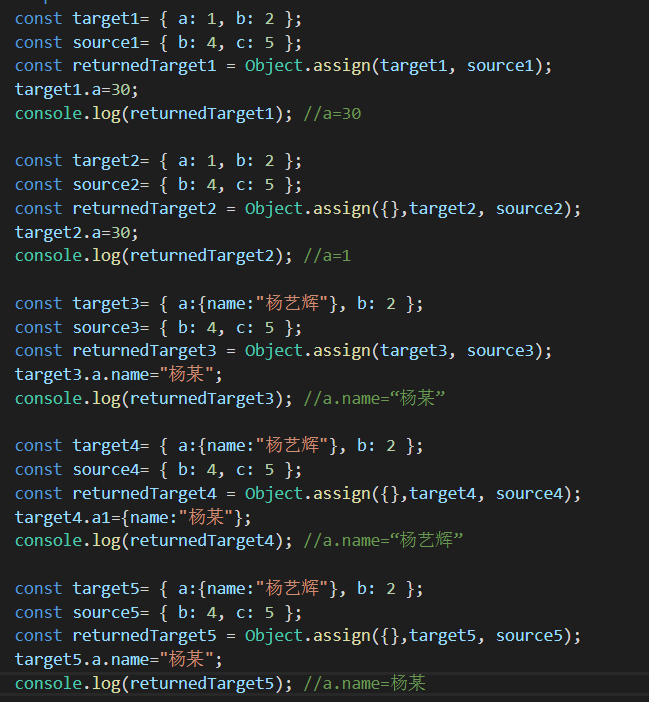 const target1= { a: 1, b: 2 };
const source1= { b: 4, c: 5 };
const returnedTarget1 = Object.assign(target1, source1);
target1.a=30;
console.log(returnedTarget1); //a=30
const target2= { a: 1, b: 2 };
const source2= { b: 4, c: 5 };
const returnedTarget2 = Object.assign({},target2, source2);
target2.a=30;
console.log(returnedTarget2); //a=1
const target3= { a:{name:"杨艺辉"}, b: 2 };
const source3= { b: 4, c: 5 };
const returnedTarget3 = Object.assign(target3, source3);
target3.a.name="杨某";
console.log(returnedTarget3); //a.name=“杨某”
const target4= { a:{name:"杨艺辉"}, b: 2 };
const source4= { b: 4, c: 5 };
const returnedTarget4 = Object.assign({},target4, source4);
target4.a1={name:"杨某"};
console.log(returnedTarget4); //a.name=“杨艺辉”
const target5= { a:{name:"杨艺辉"}, b: 2 };
const source5= { b: 4, c: 5 };
const returnedTarget5 = Object.assign({},target5, source5);
target5.a.name="杨某";
console.log(returnedTarget5); //a.name=杨某